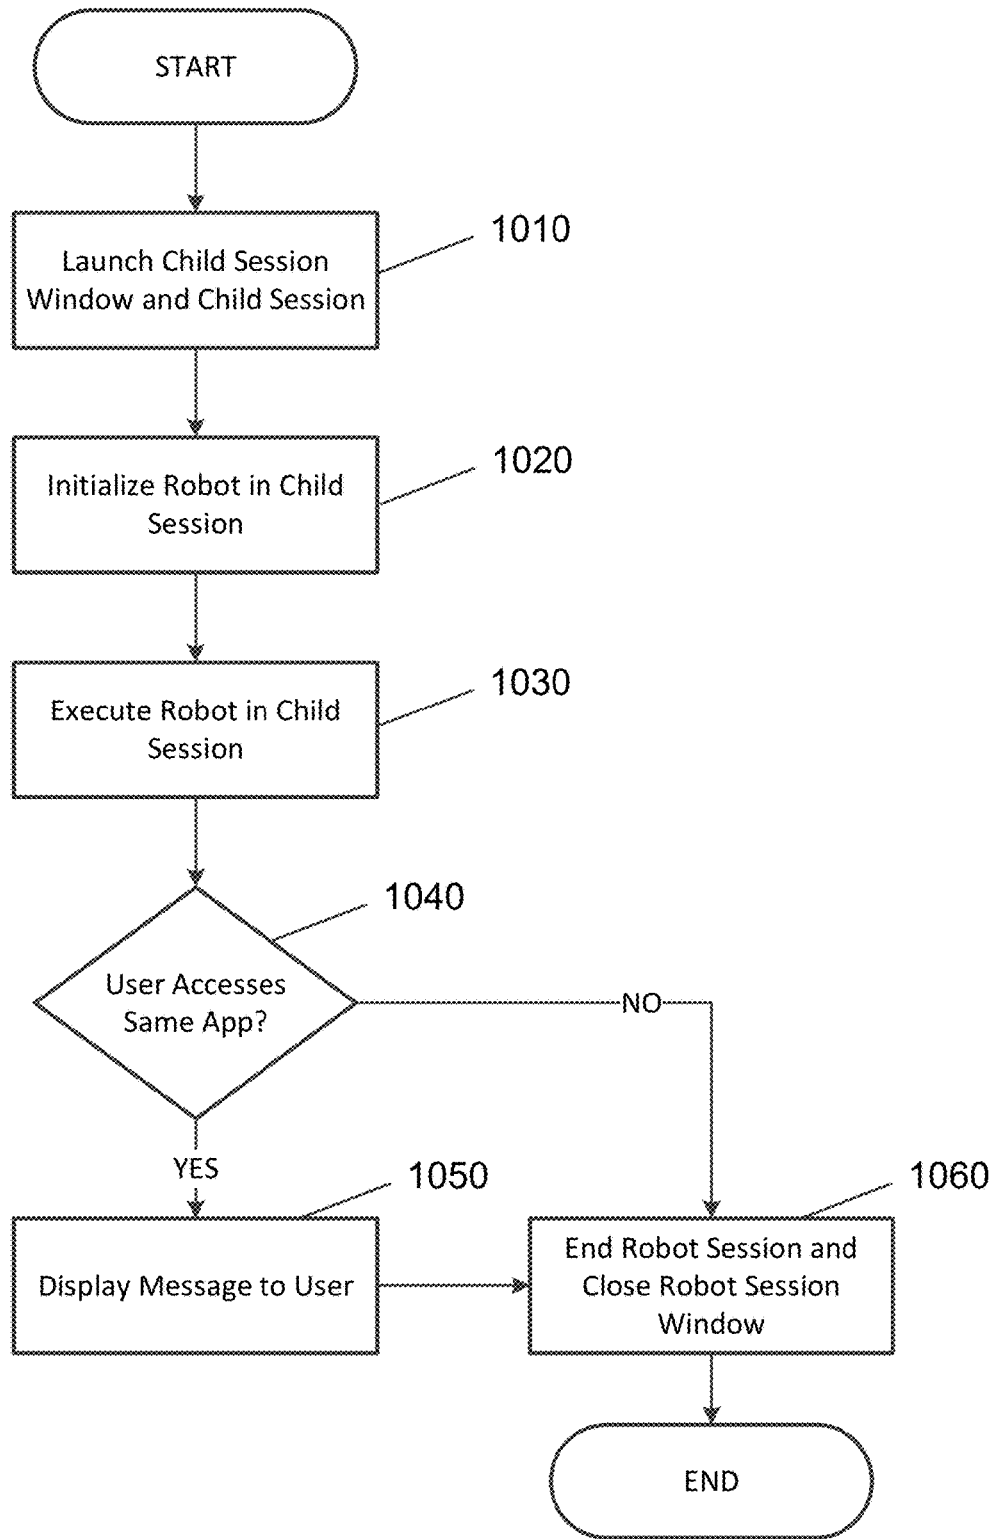 START
1010
Launch Child Session
Window and Child Session
1020
Initialize Robot in Child
Session
1030
Execute Robot in Child
Session
1040
User Accesses
Same App?
NO
YES
1050
1060
Display Message to User
End Robot Session and
Close Robot Session
Window
END